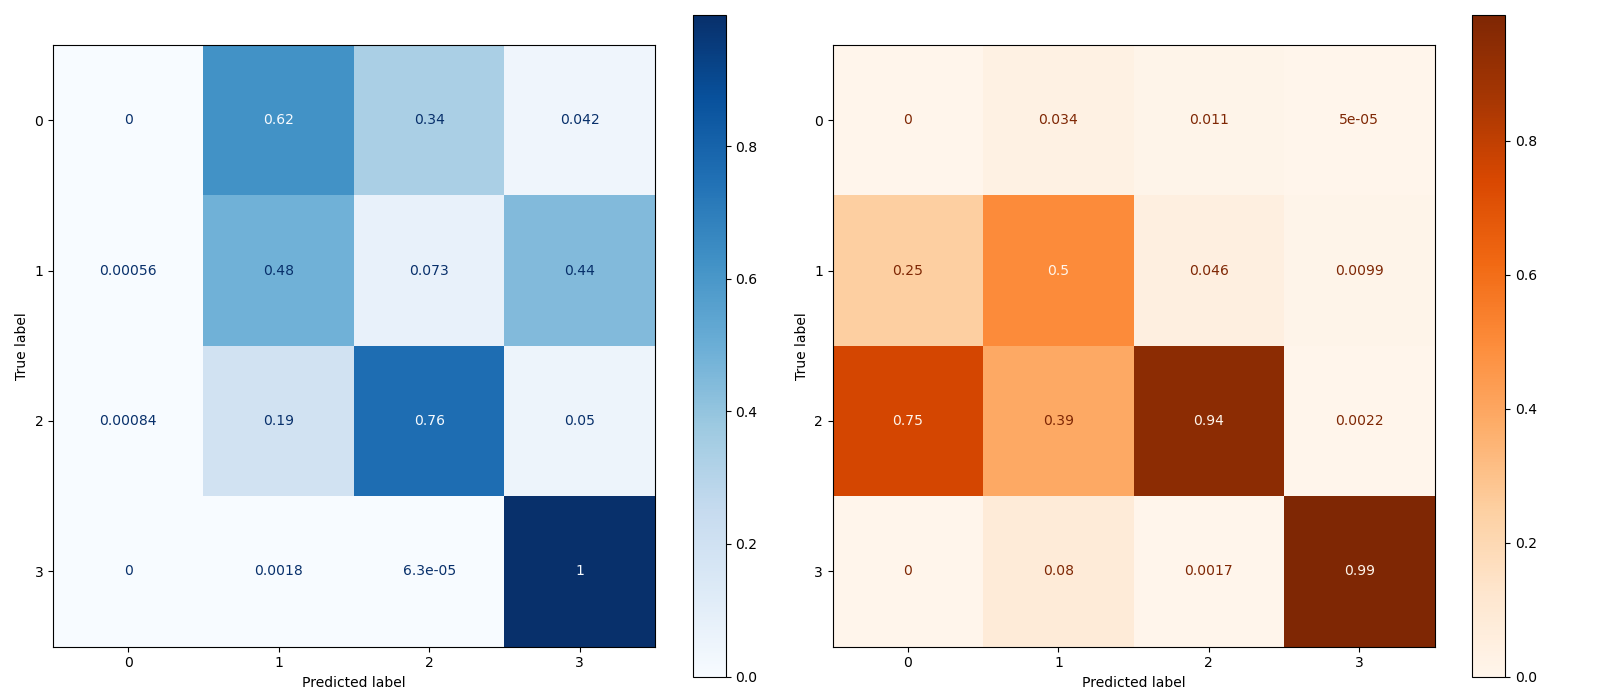 0 0.62 0.34 0.042
0
1 0.00056 0.48 0.073 0.44
2 0.00084 0.19 0.76 0.05
3 0 0.0018 6.3e-05 1
0 1 2 3
Predicted label
True label
0.8
0.6
0.4
0.2
0.0
0 0 0.034 0.011 5e-05
1 0.25 0.5 0.046 0.0099
2 0.75 0.39 0.94 0.0022
3 0 0.08 0.0017 0.99
0 1 2 3
Predicted label
True label
0.8
0.6
0.4
0.2
0.0